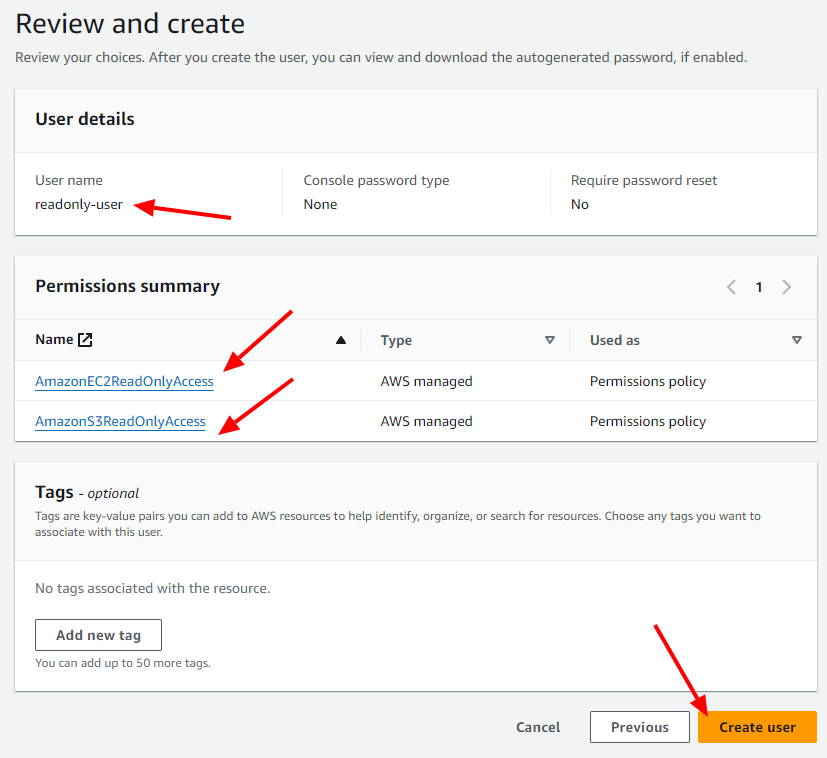 Review and create
Review your choices. After you create the user, you can view and download the autogenerated password, if enabled.
User details
User name
readonly-user
Console password type
None
Require password reset
No
Permissions summary
1
Name
Type
Used as
AmazonEC2ReadOnlyAccess
AWS managed
Permissions policy
AmazonS3ReadOnlyAccess
AWS managed
Permissions policy
Tags - optional
Tags are key-value pairs you can add to AWS resources to help identify, organize, or search for resources. Choose any tags you want to
associate with this user.
No tags associated with the resource.
Add new tag
You can add up to 50 more tags.
Cancel
Previous
Create user